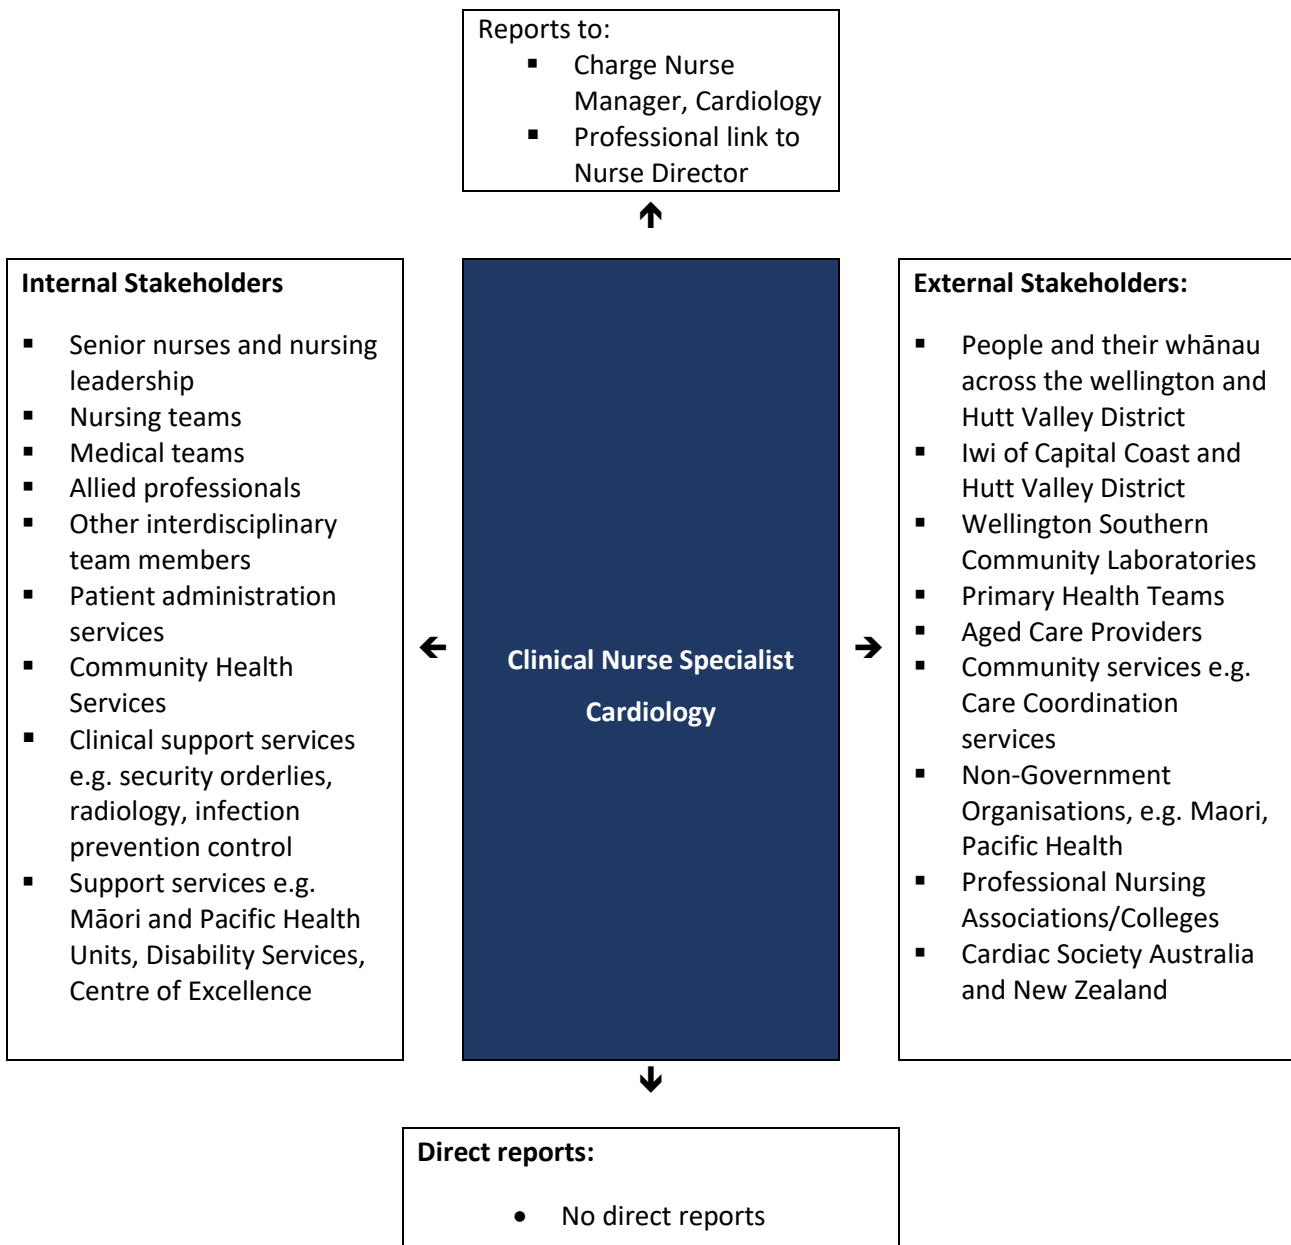 Reports to:
▪ Charge Nurse
Manager, Cardiology
▪ Professional link to
Nurse Director
Internal Stakeholders
▪ Senior nurses and nursing
leadership
▪ Nursing teams
▪ Medical teams
▪ Allied professionals
▪ Other interdisciplinary
team members
▪ Patient administration
services
▪ Community Health
Services
▪ Clinical support services
e.g. security orderlies,
radiology, infection
prevention control
▪ Support services e.g.
Māori and Pacific Health
Units, Disability Services,
Centre of Excellence
Clinical Nurse Specialist
Cardiology
External Stakeholders:
▪ People and their whānau
across the wellington and
Hutt Valley District
▪ Iwi of Capital Coast and
Hutt Valley District
▪ Wellington Southern
Community Laboratories
▪ Primary Health Teams
▪ Aged Care Providers
▪ Community services e.g.
Care Coordination
services
▪ Non-Government
Organisations, e.g. Maori,
Pacific Health
▪ Professional Nursing
Associations/Colleges
▪ Cardiac Society Australia
and New Zealand
Direct reports:
• No direct reports